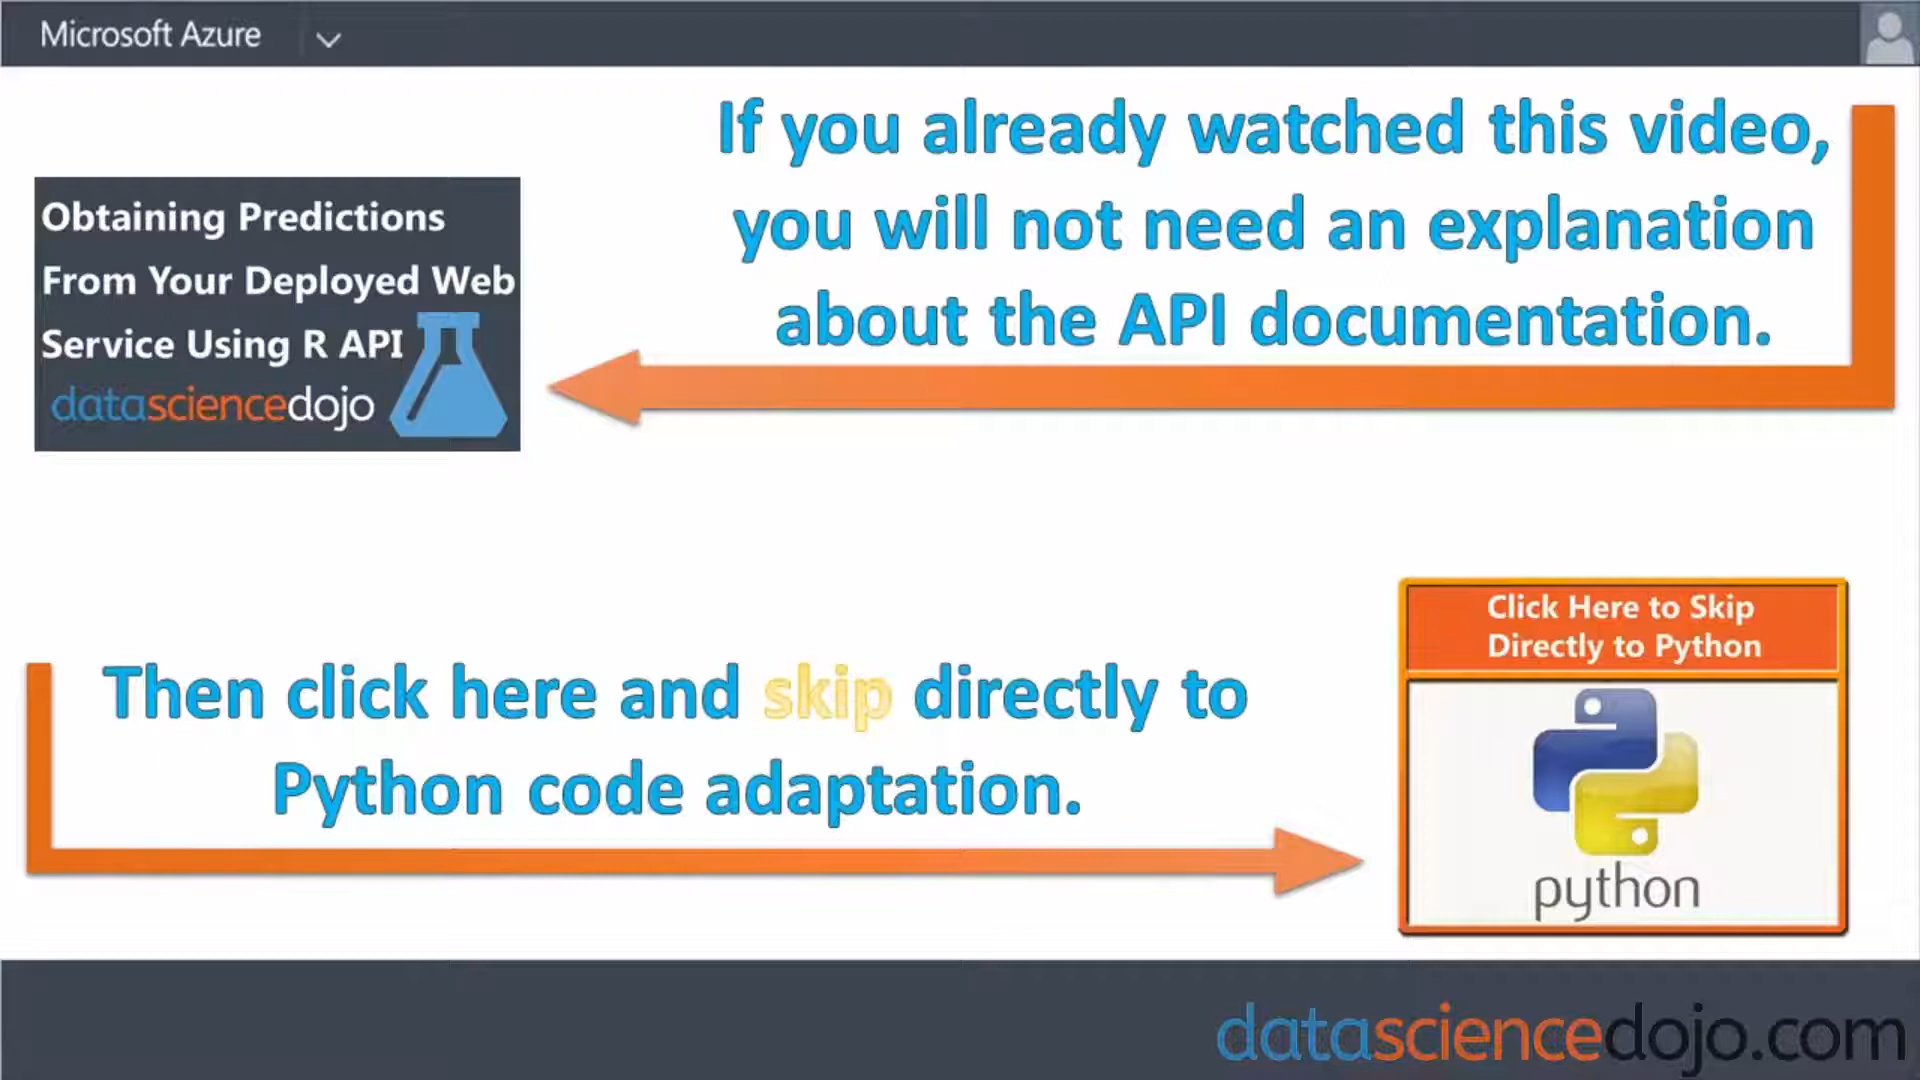 Microsoft Azure
If you already watched this video,
you will not need an explanation
about the API documentation.
Obtaining Predictions
From Your Deployed Web
Service Using R API
datasciencedojo
Then click here and skip directly to
Python code adaptation.
Click Here to Skip
Directly to Python
python
datasciencedojo.com